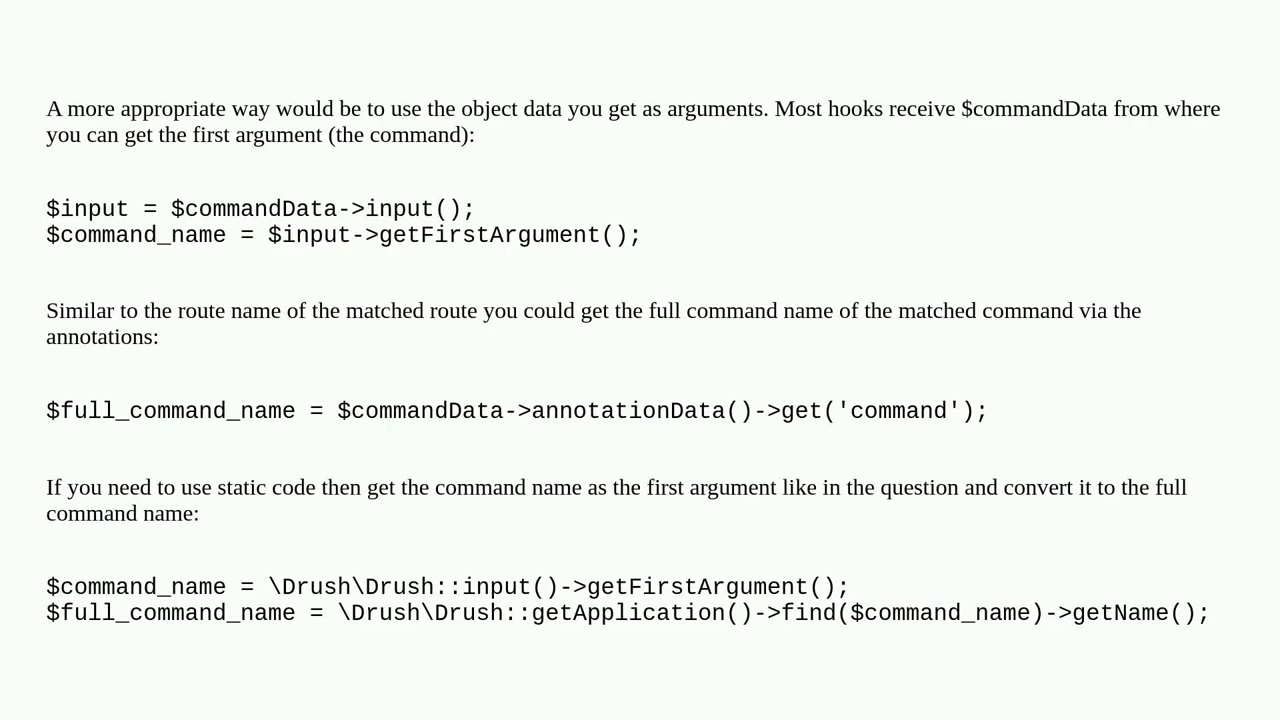 A more appropriate way would be to use the object data you get as arguments. Most hooks receive $commandData from where
you can get the first argument (the command):
$input = $commandData->input();
$command_name = $input->getFirstArgument();
Similar to the route name of the matched route you could get the full command name of the matched command via the
annotations:
$full_command_name = $commandData->annotationData()->get('command');
If you need to use static code then get the command name as the first argument like in the question and convert it to the full
command name:
$command_name = \Drush\Drush::input()->getFirstArgument();
$full_command_name = \Drush\Drush::getApplication()->find($command_name)->getName();